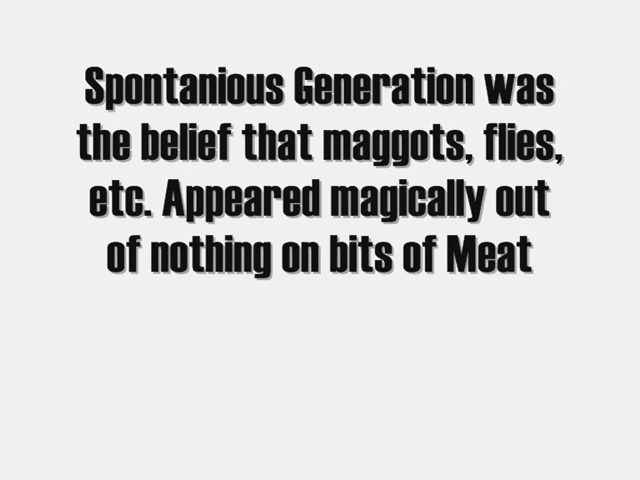 Spontanious Generation was
the belief that maggots, flies,
etc. Appeared magically out
of nothing on bits of Meat